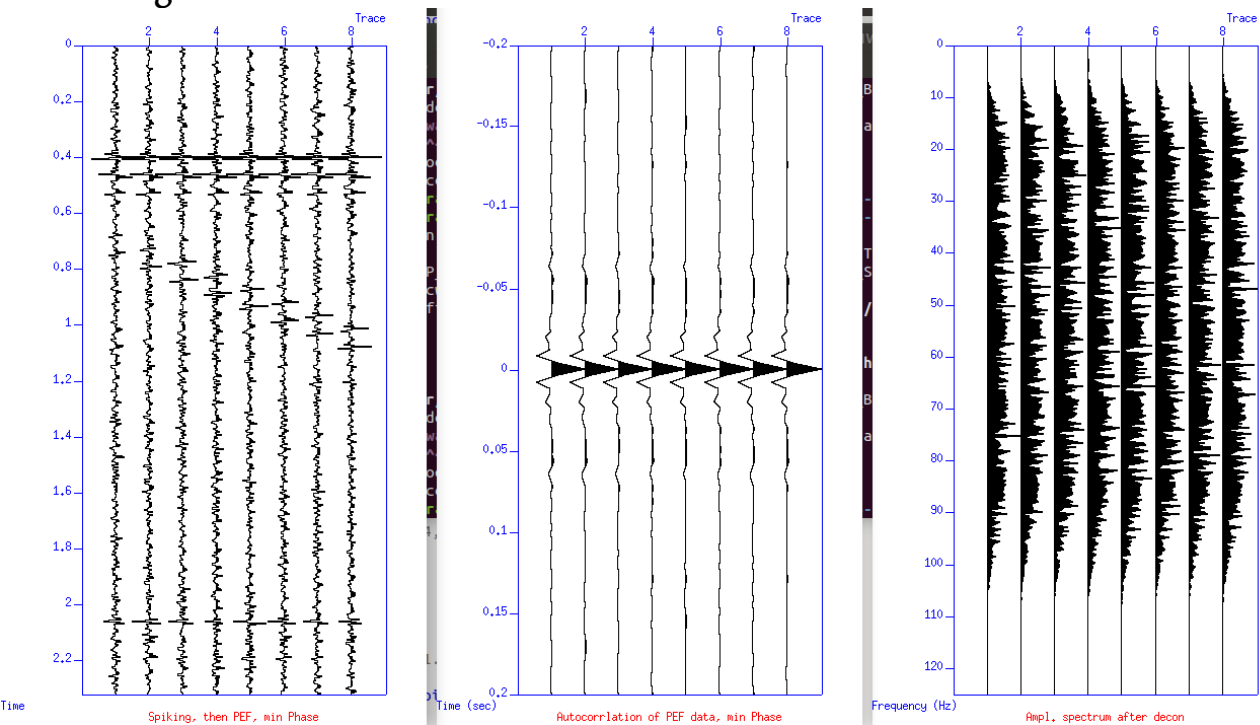 Trace
2 4 6 8
0
0.2
0.4
0.6
0.8
1
1.2
1.4
1.6
1.8
2
2.2
Time
Spiking, then PEF, min Phase
Trace
2 4 6 8
-0.2
-0.15
-0.1
-0.05
0
0.05
0.1
0.15
0.2
Time (sec)
Autocorrlation of PEF data, min Phase
Trace
2 4 6 8
0
10
20
30
40
50
60
70
80
90
100
110
120
Frequency (Hz)
Ampl. spectrum after decon